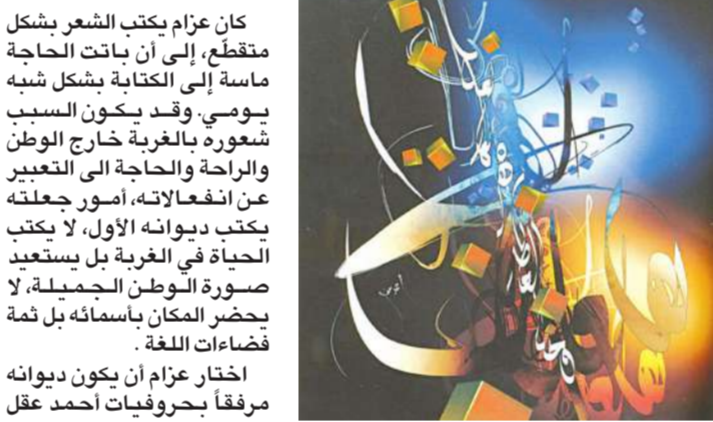 كان عزام يكتب الشعر بشكل
متقطّع، إلى أن باتت الحاجة
ماسة إلى الكتابة بشكل شبه
يومي. وقد يكون السبب
شعوره بالغربة خارج الوطن
والراحة والحاجة الى التعبير
عن انفعالاته، أمور جعلته
يكتب ديوانه الأول، لا يكتب
الحياة في الغربة بل يستعيد
صورة الوطن الجميلة، لا
يحضر المكان بأسمائه بل ثمة
فضاءات اللغة .
اختار عزام أن يكون ديوانه
مرفقاً بحروفيات أحمد عقل